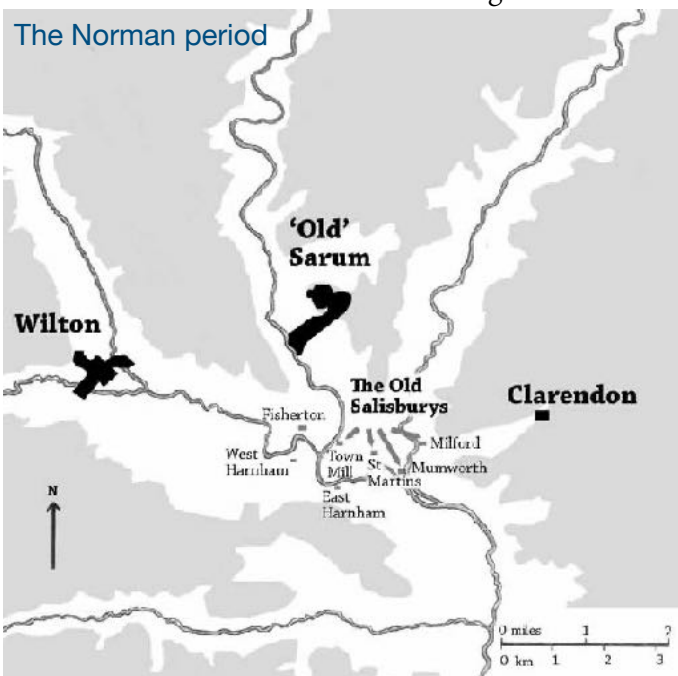 The Norman period
'Old'
Sarum
Wilton
The Old
Salisburys
Clarendon
Fisherton
Milford
West
Harnham
Town
Mill
St
Martins
Mumworth
East
Harnham
N
0 miles 1 2
0 km 1 2 3